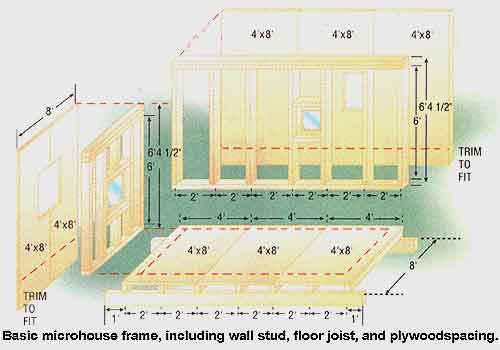 4'x8' 4'x8' 4'x8'
8'
6' 6'4 1/2"
6' 6'4 1/2"
TRIM
TO
FIT
2' 2' 2' 2' 2' 2'
4' 4' 4'
4'x8'
4'x8'
4'x8' 4'x8' 4'x8'
8'
TRIM
TO
FIT
1' 2' 2' 2' 2' 2' 2' 1'
Basic microhouse frame, including wall stud, floor joist, and plywoodspacing.